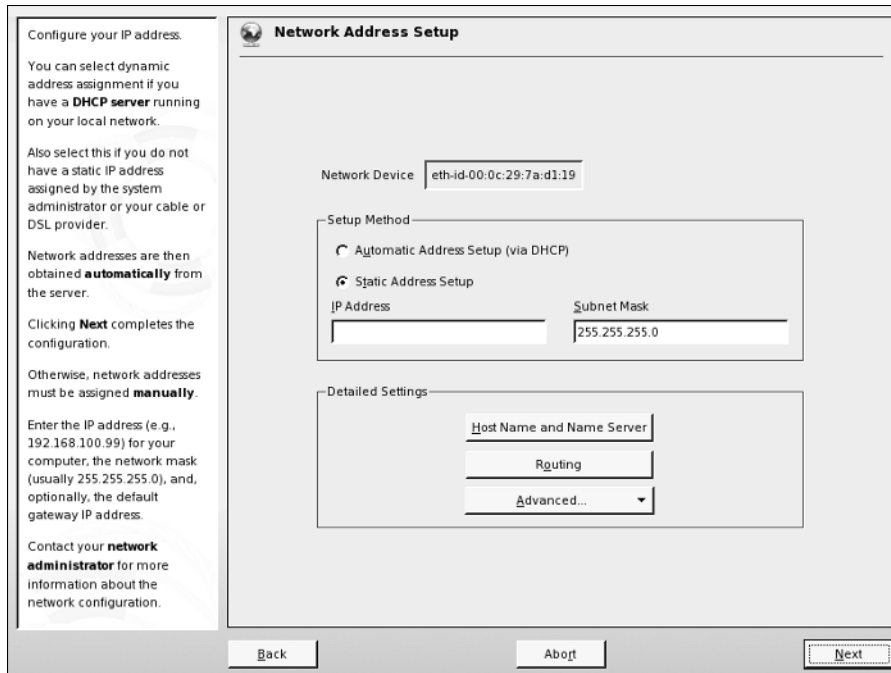 Configure your IP address.
You can select dynamic
address assignment if you
have a DHCP server running
on your local network.
Also select this if you do not
have a static IP address
assigned by the system
administrator or your cable or
DSL provider.
Network addresses are then
obtained automatically from
the server.
Clicking Next completes the
configuration.
Otherwise, network addresses
must be assigned manually.
Enter the IP address (e.g.,
192.168.100.99) for your
computer, the network mask
(usually 255.255.255.0), and,
optionally, the default
gateway IP address.
Contact your network
administrator for more
information about the
network configuration.
Network Address Setup
Network Device eth-id-00:0c:29:7a:d1:19
Setup Method
Automatic Address Setup (via DHCP)
Static Address Setup
IP Address Subnet Mask
255.255.255.0
Detailed Settings
Host Name and Name Server
Routing
Advanced...
Back Abort Next